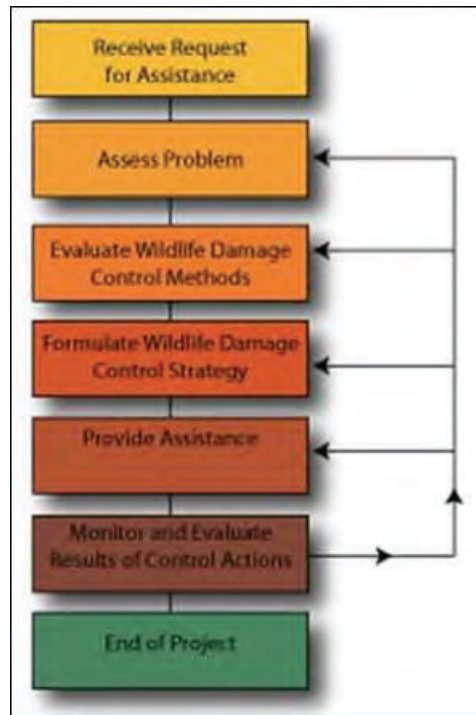 Receive Request
for Assistance
Assess Problem
Evaluate Wildlife Damage
Control Methods
Formulate Wildlife Damage
Control Strategy
Provide Assistance
Monitor and Evaluate
Results of Control Actions
End of Project